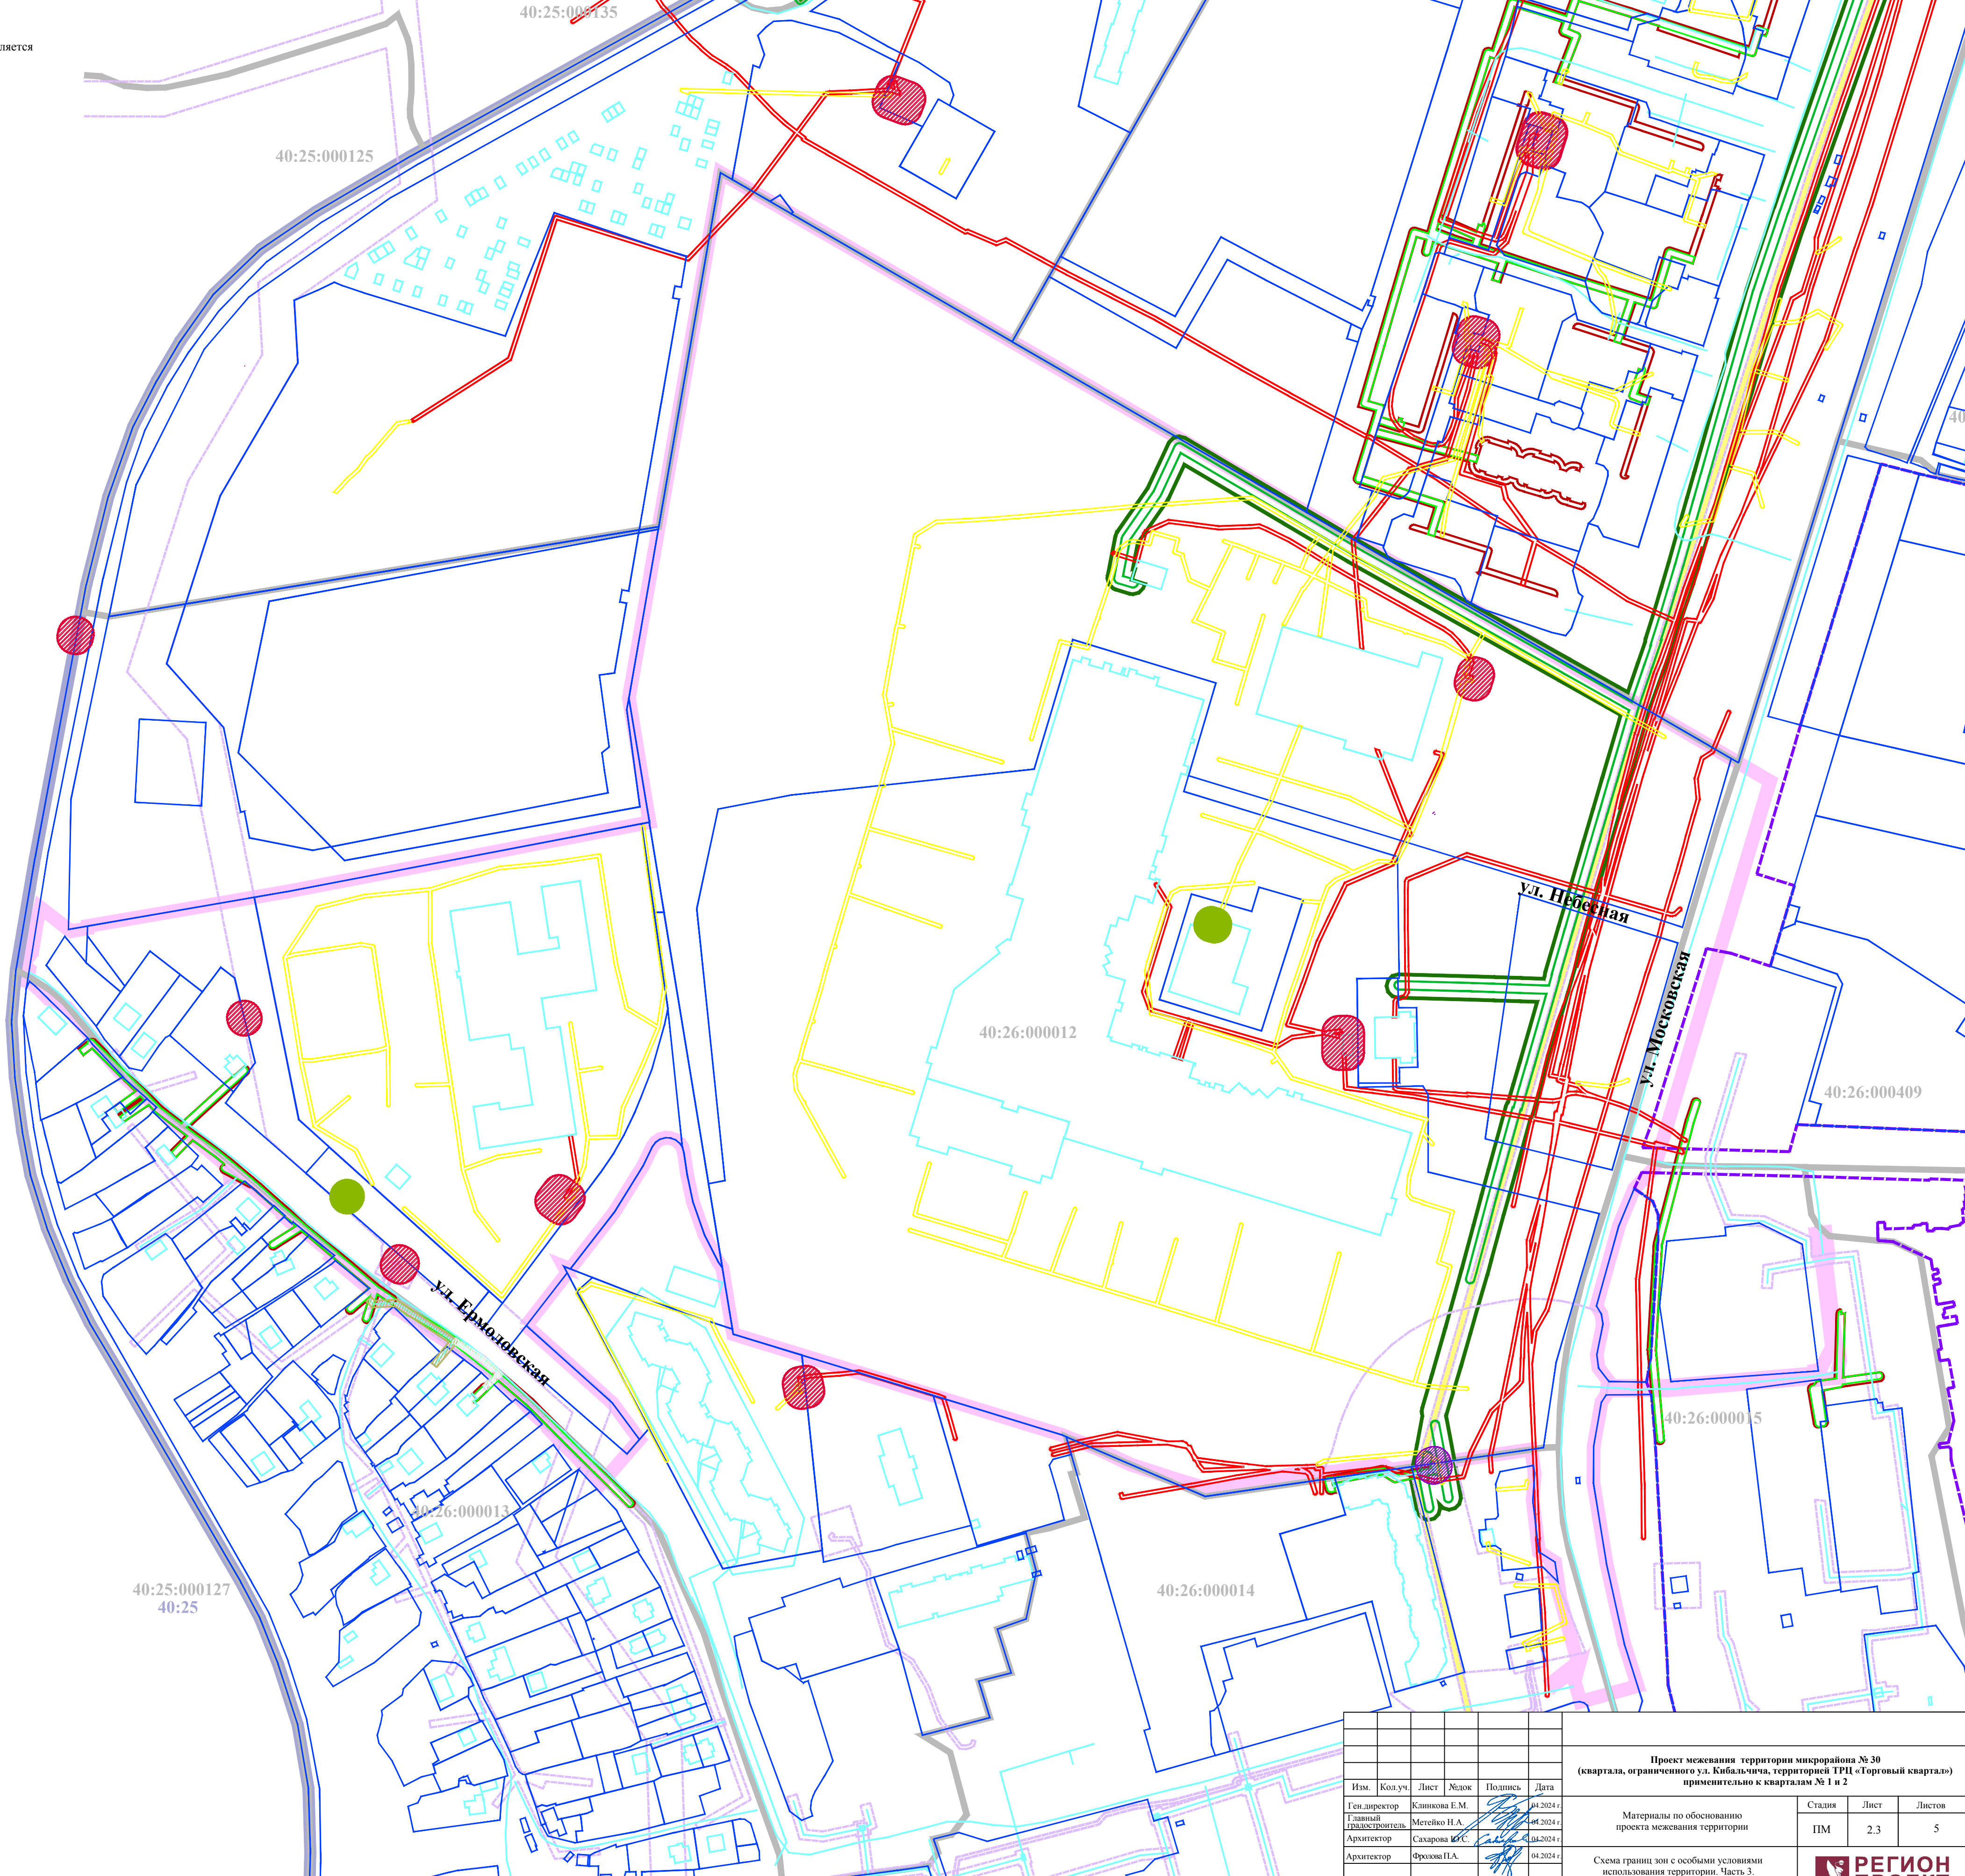 40:25:000135
ляется
40:25:000125
40
40:26:000012
ул. Небесная
ул. Московская
40:26:000409
ул. Ермоловская
40:26:000015
40:26:000013
40:25:000127
40:25
40:26:000014
Проект межевания территории микрорайона № 30
(квартала, ограниченного ул. Кибальчича, территорией ТРЦ «Торговый квартал»)
применительно к кварталам № 1 и 2
Изм. Кол.уч. Лист №док Подпись Дата
Ген.директор Клинкова Е.М. 04.2024 г.
Главный градостроитель Метейко Н.А. 04.2024 г.
Архитектор Сахарова Ю.С. 04.2024 г.
Архитектор Фролова П.А. 04.2024 г.
Материалы по обоснованию
проекта межевания территории
Стадия Лист Листов
ПМ 2.3 5
Схема границ зон с особыми условиями
использования территории. Часть 3.
РЕГИОН